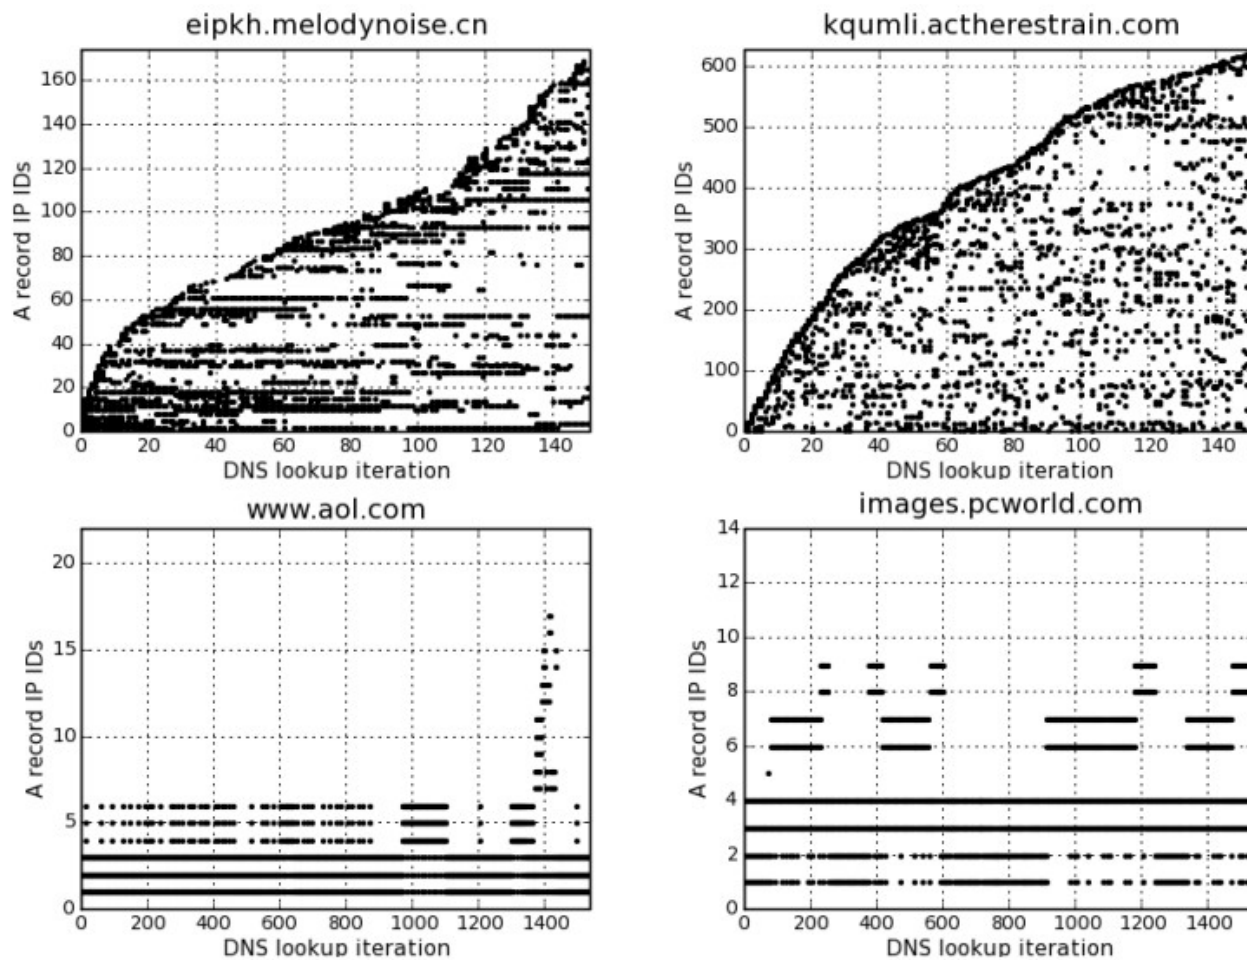 eipkh.melodynoise.cn
A record IP IDs
160
140
120
100
80
60
40
20
0
0 20 40 60 80 100 120 140
DNS lookup iteration
kqumli.actherestrain.com
A record IP IDs
600
500
400
300
200
100
0
0 20 40 60 80 100 120 140
DNS lookup iteration
www.aol.com
A record IP IDs
20
15
10
5
0
0 200 400 600 800 1000 1200 1400
DNS lookup iteration
images.pcworld.com
A record IP IDs
14
12
10
8
6
4
2
0
0 200 400 600 800 1000 1200 1400
DNS lookup iteration